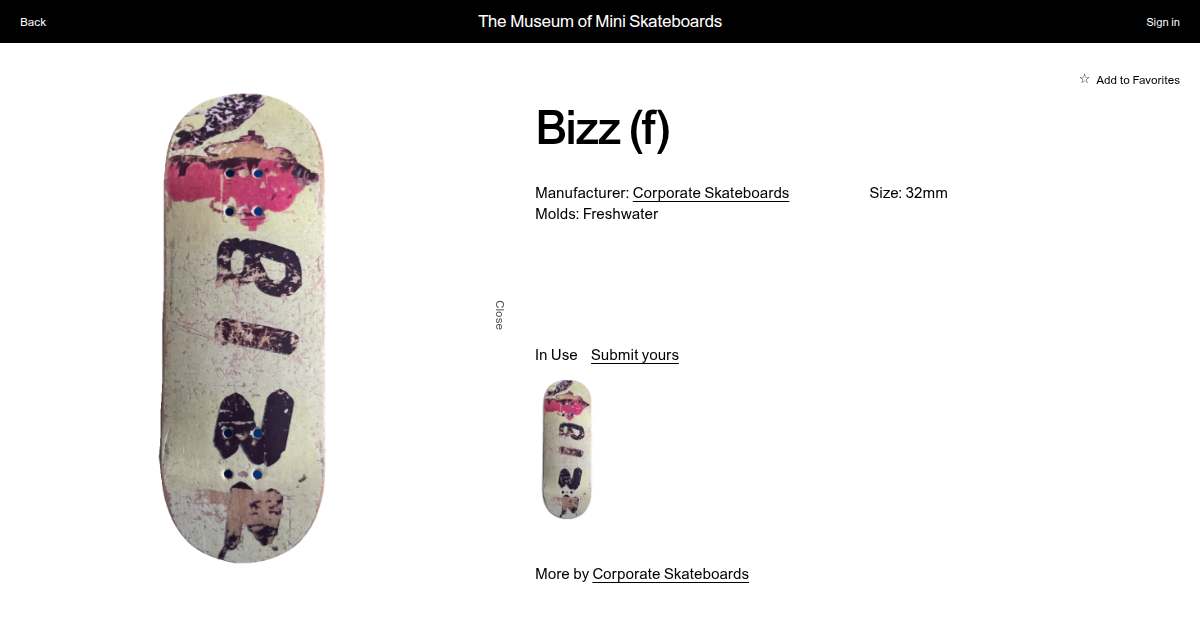 Back
The Museum of Mini Skateboards
Sign in
☆ Add to Favorites
Bizz (f)
Manufacturer: Corporate Skateboards
Size: 32mm
Molds: Freshwater
Close
In Use Submit yours
More by Corporate Skateboards